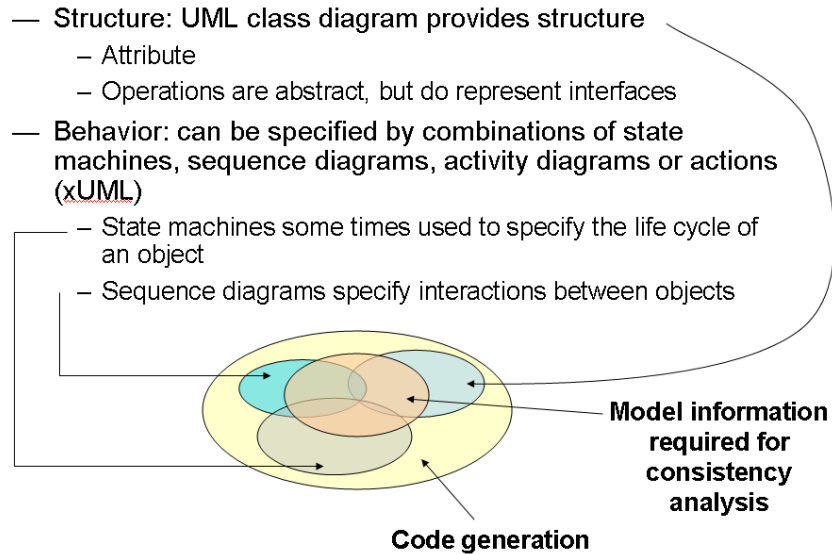 — Structure: UML class diagram provides structure
– Attribute
– Operations are abstract, but do represent interfaces
— Behavior: can be specified by combinations of state
machines, sequence diagrams, activity diagrams or actions
(xUML)
– State machines some times used to specify the life cycle of
an object
– Sequence diagrams specify interactions between objects
Model information
required for
consistency
analysis
Code generation